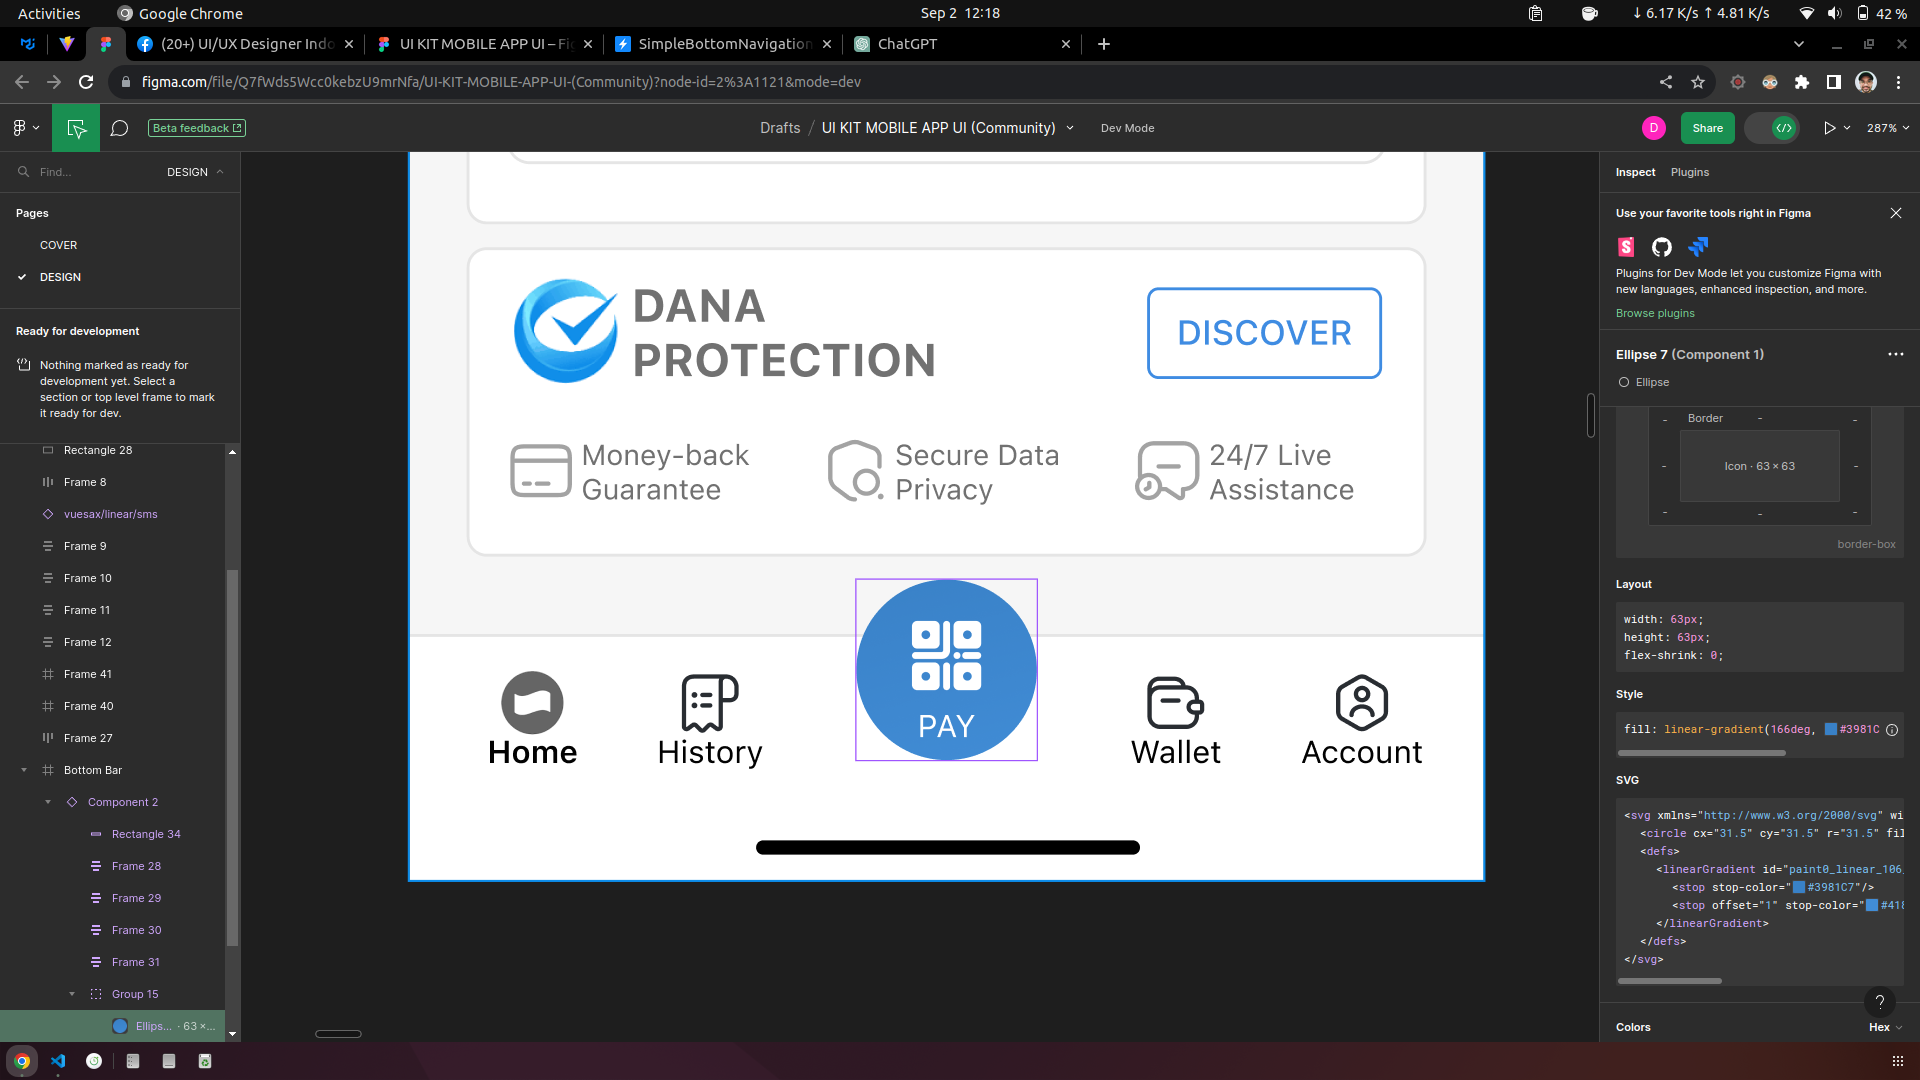 Activities
Google Chrome
Sep 2 12:18
↓ 6.17 K/s ↑ 4.81 K/s
42 %
(20+) UI/UX Designer Indo
UI KIT MOBILE APP UI – Fig
SimpleBottomNavigation
ChatGPT
figma.com/file/Q7fWds5Wcc0kebzU9mrNfa/UI-KIT-MOBILE-APP-UI-(Community)?node-id=2%3A1121&mode=dev
Beta feedback
Drafts / UI KIT MOBILE APP UI (Community)
Dev Mode
D
Share
287%
Find...
DESIGN
Pages
COVER
DESIGN
Ready for development
Nothing marked as ready for
development yet. Select a
section or top level frame to mark
it ready for dev.
Rectangle 28
Frame 8
vuesax/linear/sms
Frame 9
Frame 10
Frame 11
Frame 12
Frame 41
Frame 40
Frame 27
Bottom Bar
Component 2
Rectangle 34
Frame 28
Frame 29
Frame 30
Frame 31
Group 15
Ellips... · 63 ×...
DANA
PROTECTION
DISCOVER
Money-back
Guarantee
Secure Data
Privacy
24/7 Live
Assistance
PAY
Home
History
Wallet
Account
Inspect
Plugins
Use your favorite tools right in Figma
Plugins for Dev Mode let you customize Figma with
new languages, enhanced inspection, and more.
Browse plugins
Ellipse 7 (Component 1)
Ellipse
Border
Icon · 63 × 63
border-box
Layout
width: 63px;
height: 63px;
flex-shrink: 0;
Style
fill: linear-gradient(166deg, #3981C
SVG
<svg xmlns="http://www.w3.org/2000/svg" wi
<circle cx="31.5" cy="31.5" r="31.5" fil
<defs>
<linearGradient id="paint0_linear_106_
<stop stop-color="#3981C7"/>
<stop offset="1" stop-color="#418
</linearGradient>
</defs>
</svg>
?
Colors
Hex